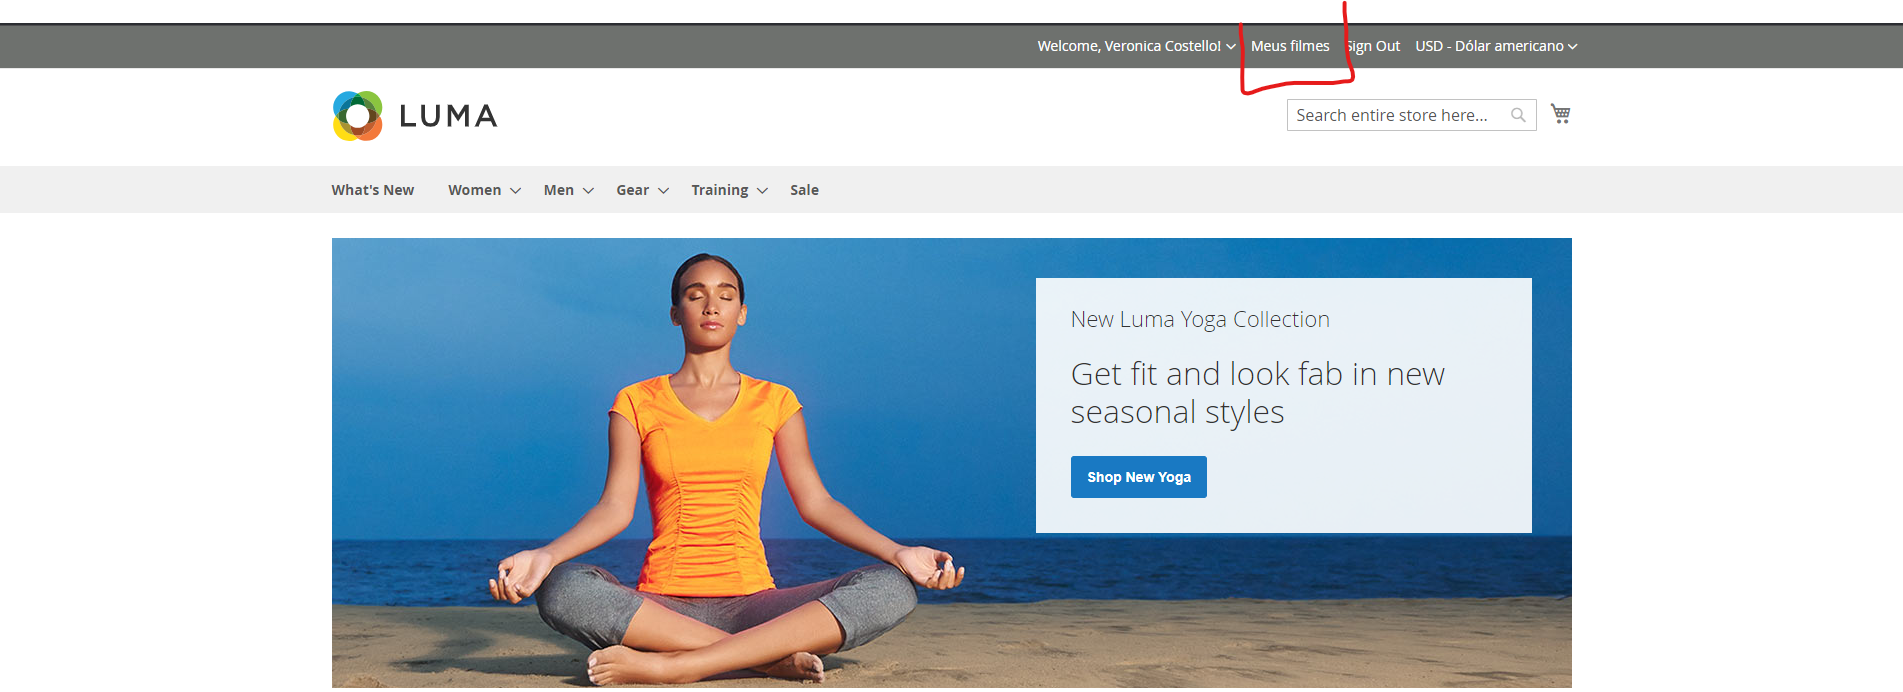 Welcome, Veronica Costello! Meus filmes Sign Out USD - Dólar americano
LUMA
Search entire store here...
What's New Women Men Gear Training Sale
New Luma Yoga Collection
Get fit and look fab in new
seasonal styles
Shop New Yoga